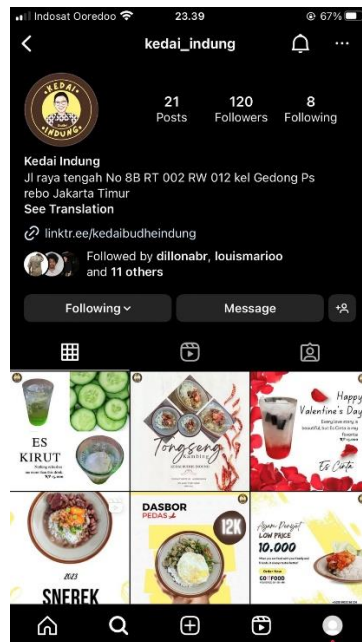 Indosat Ooredoo
23.39
67%
kedai_indung
KEDAI
INDUNG
21
120
8
Posts
Followers
Following
Kedai Indung
Jl raya tengah No 8B RT 002 RW 012 kel Gedong Ps
rebo Jakarta Timur
See Translation
linktr.ee/kedaibudheindung
Followed by dillonabr, louismarioo
and 11 others
Following
Message
ES
KIRUT
Tongseng
Kambing
Happy
Valentine's Day
Es Cinta
2023
SNEREK
DASBOR
PEDAS
12K
Ayam Penyet
LOW PRICE
10.000
GOFOOD